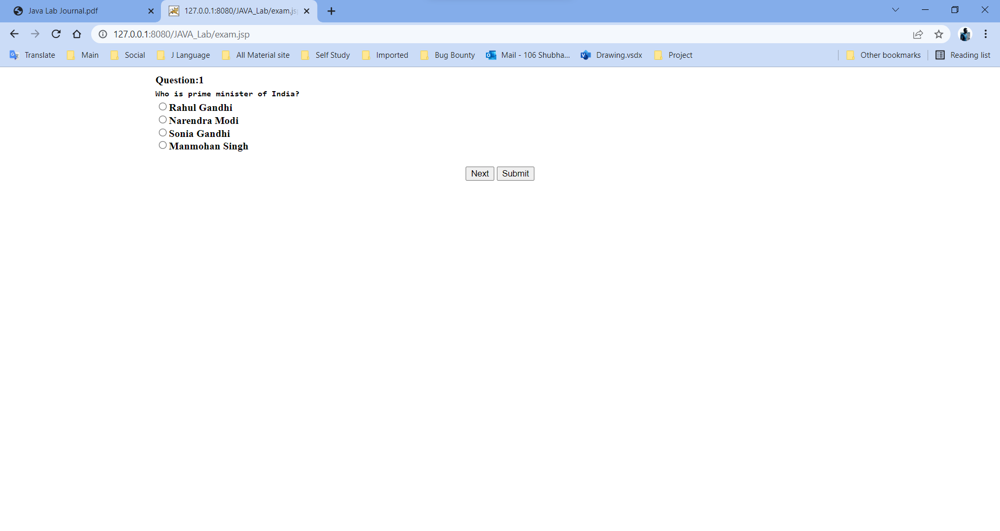 Java Lab Journal.pdf
127.0.0.1:8080/JAVA_Lab/exam.js
127.0.0.1:8080/JAVA_Lab/exam.jsp
Translate Main Social J Language All Material site Self Study Imported Bug Bounty Mail - 106 Shubha... Drawing.vsdx Project Other bookmarks Reading list
Question:1
Who is prime minister of India?
Rahul Gandhi
Narendra Modi
Sonia Gandhi
Manmohan Singh
Next Submit